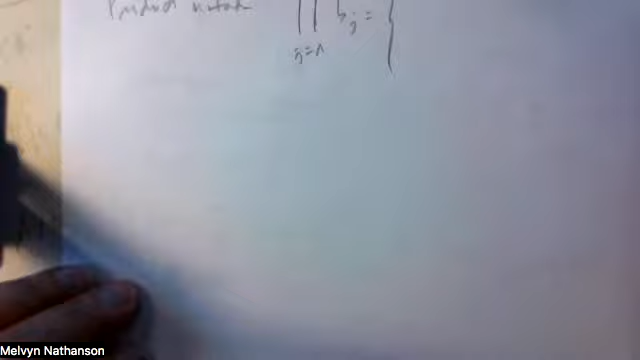 Product notation ∏ b_j = {
j=1
Melvyn Nathanson